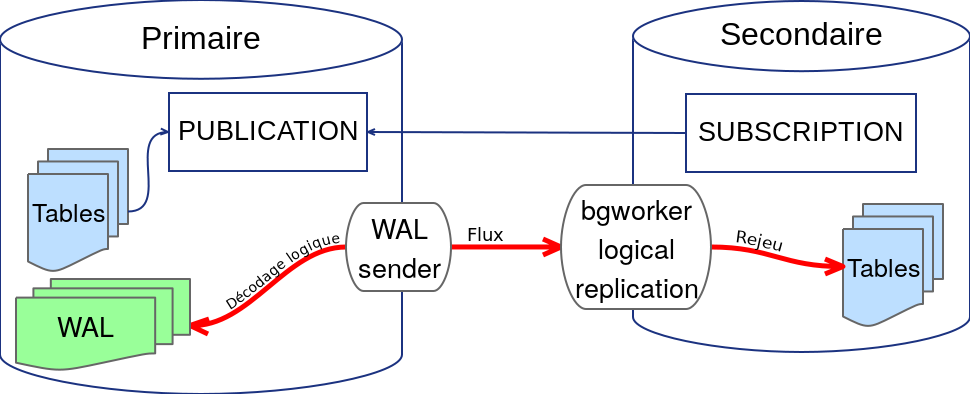 Primaire
Secondaire
PUBLICATION
SUBSCRIPTION
Tables
WAL
sender
Flux
bgworker
logical
replication
Rejeu
Tables
Décodage logique
WAL